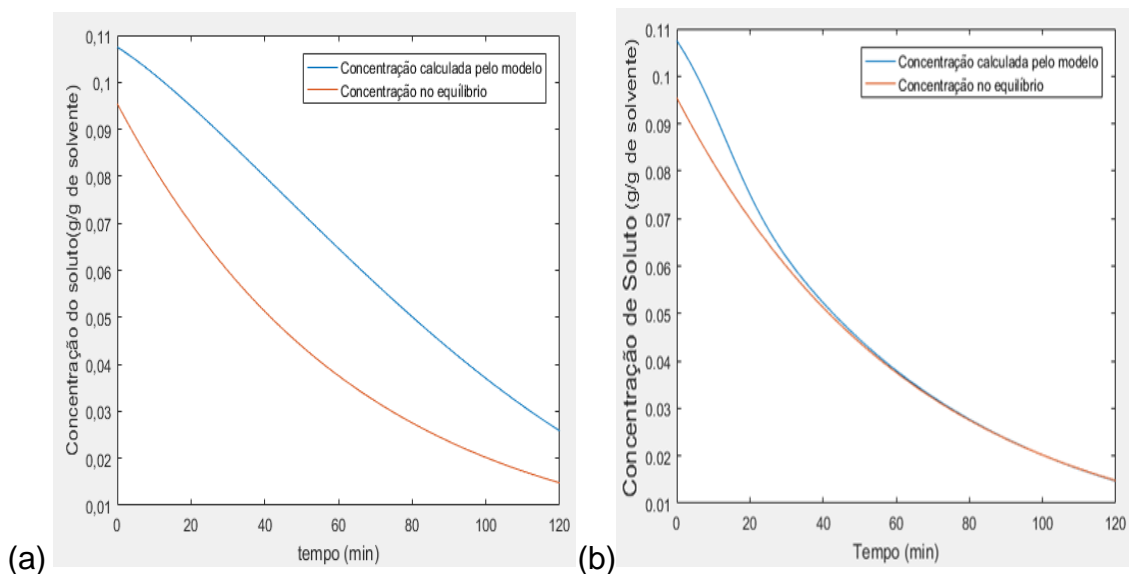 0,11
0,1
0,09
0,08
0,07
0,06
0,05
0,04
0,03
0,02
0,01
Concentração do soluto(g/g de solvente)
Concentração calculada pelo modelo
Concentração no equilíbrio
0 20 40 60 80 100 120
tempo (min)
(a)
0.11
0.1
0.09
0.08
0.07
0.06
0.05
0.04
0.03
0.02
0.01
Concentração de Soluto (g/g de solvente)
Concentração calculada pelo modelo
Concentração no equilíbrio
0 20 40 60 80 100 120
Tempo (min)
(b)